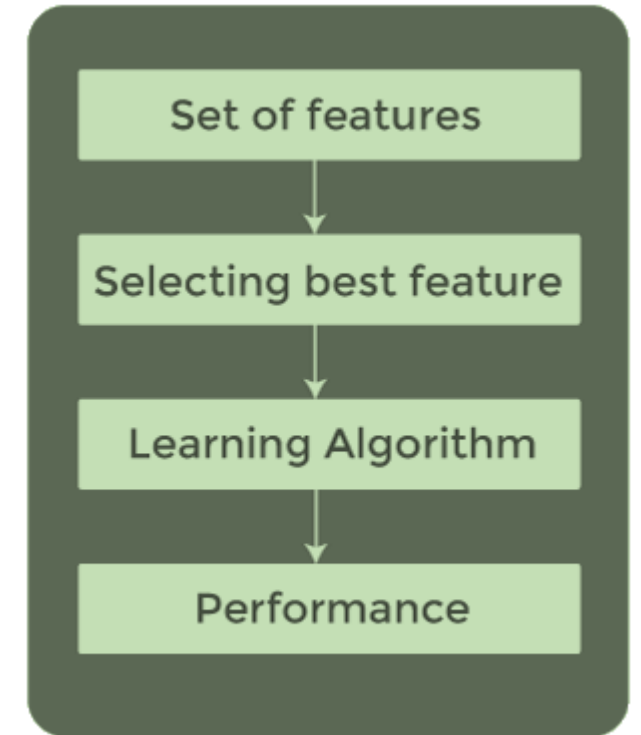 Set of features
Selecting best feature
Learning Algorithm
Performance